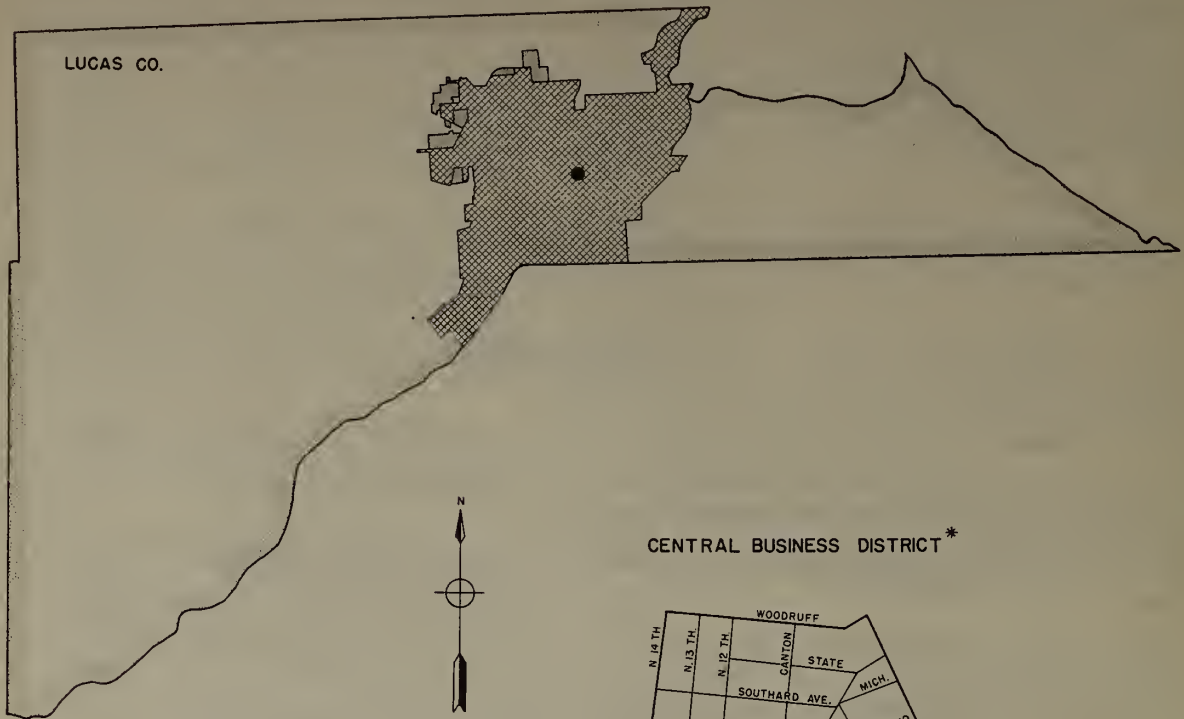 LUCAS CO.
N
CENTRAL BUSINESS DISTRICT*
WOODRUFF
N 14 TH
N. 13 TH.
N. 12 TH.
CANTON
STATE
MICH.
SOUTHARD AVE.